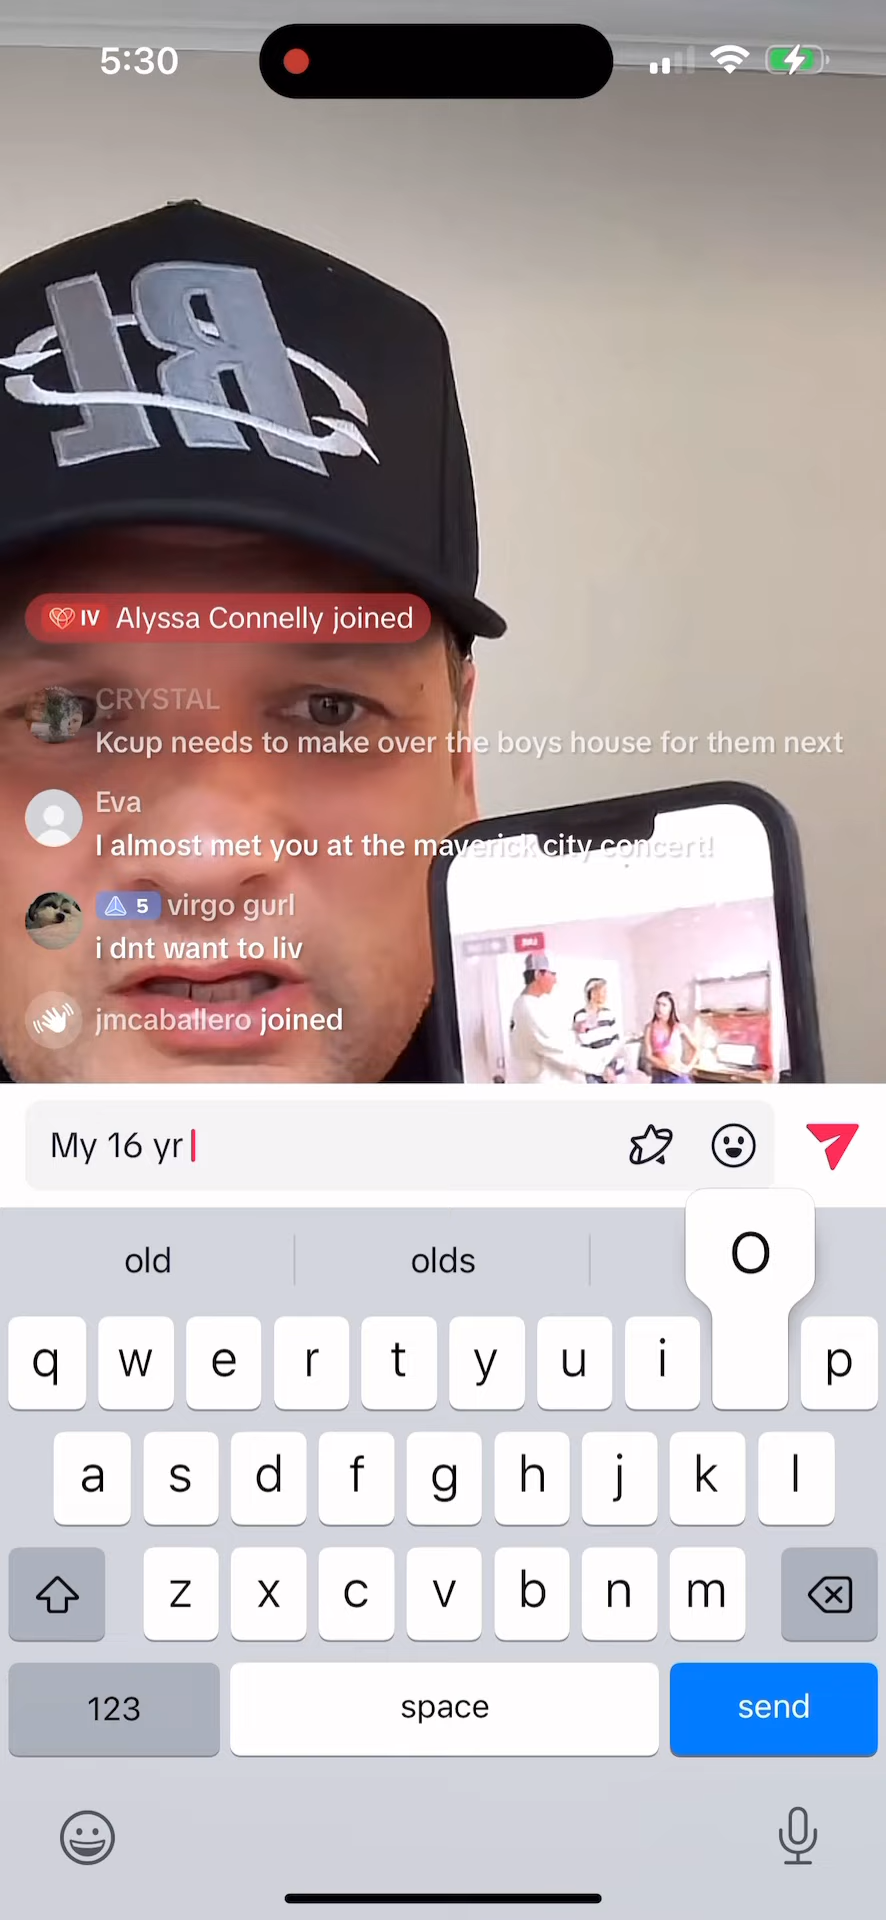 5:30
RL
IV Alyssa Connelly joined
CRYSTAL
Kcup needs to make over the boys house for them next
Eva
I almost met you at the maverick city concert!
5 virgo gurl
i dnt want to liv
jmcaballero joined
My 16 yr
old olds
O
q w e r t y u i p
a s d f g h j k l
z x c v b n m
123 space send